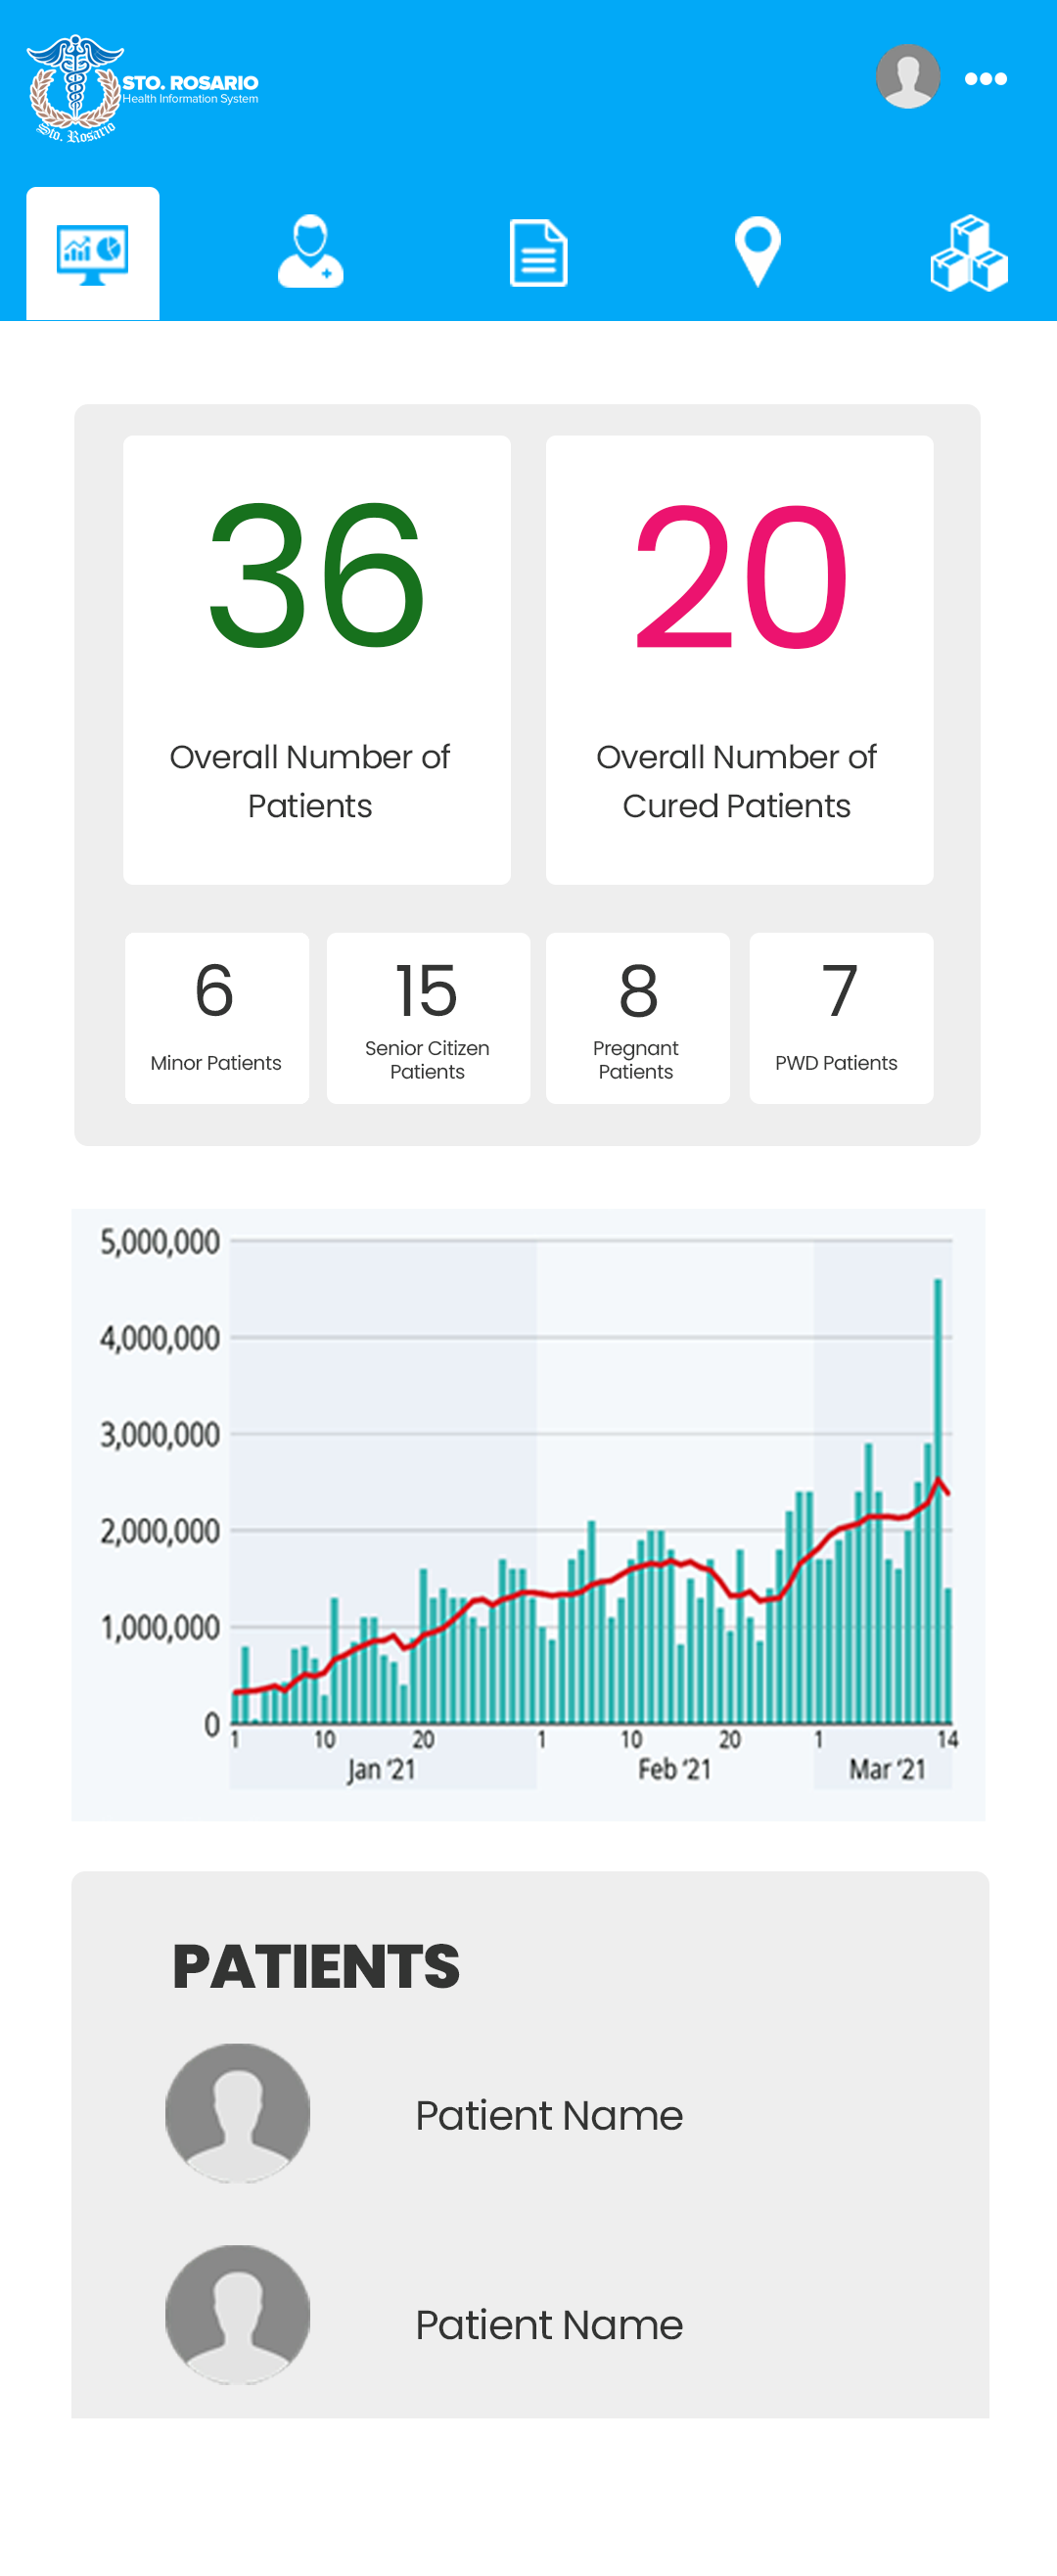 STO. ROSARIO
Health Information System
Sto. Rosario
36
Overall Number of
Patients
20
Overall Number of
Cured Patients
6
Minor Patients
15
Senior Citizen
Patients
8
Pregnant
Patients
7
PWD Patients
5,000,000
4,000,000
3,000,000
2,000,000
1,000,000
0
1 10 20 1 10 20 1 14
Jan ‘21 Feb ‘21 Mar ‘21
PATIENTS
Patient Name
Patient Name